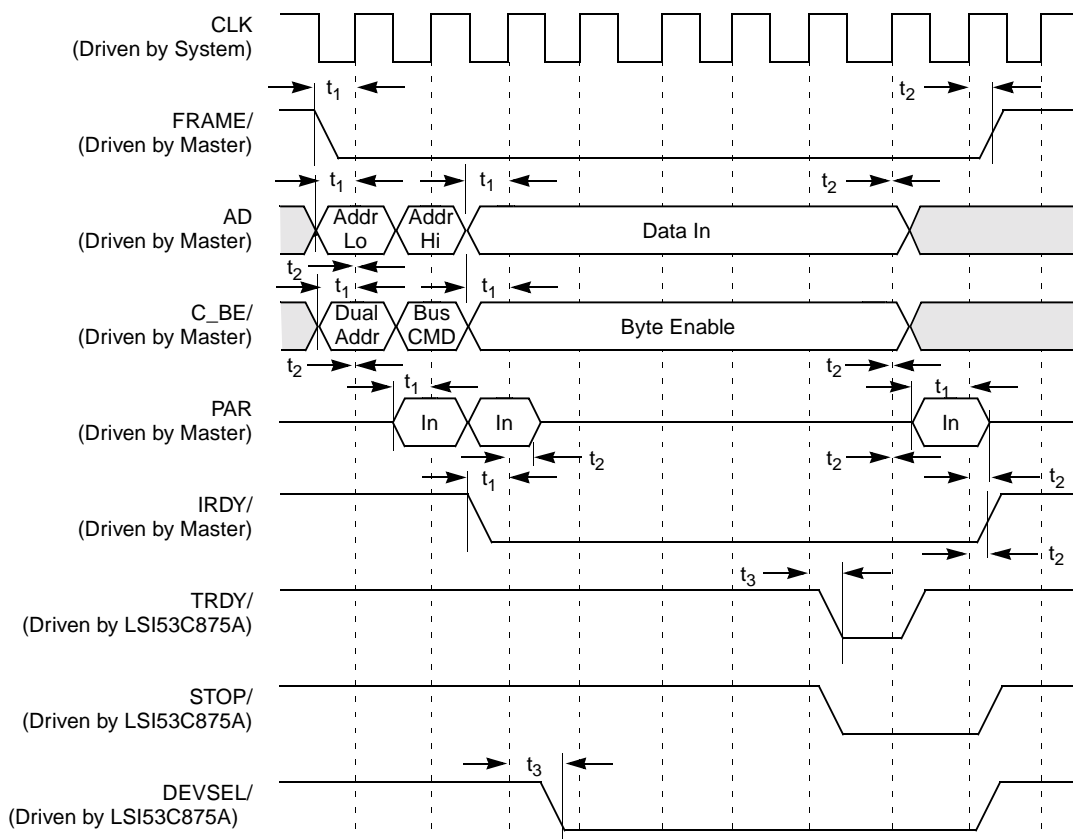 CLK
(Driven by System)
t1
t2
FRAME/
(Driven by Master)
t1
t1
t2
AD
(Driven by Master)
Addr
Lo
Addr
Hi
Data In
t2
t1
t1
C_BE/
(Driven by Master)
Dual
Addr
Bus
CMD
Byte Enable
t2
t2
t1
t1
PAR
(Driven by Master)
In
In
In
t2
t2
t2
t1
IRDY/
(Driven by Master)
t2
t3
TRDY/
(Driven by LSI53C875A)
STOP/
(Driven by LSI53C875A)
t3
DEVSEL/
(Driven by LSI53C875A)